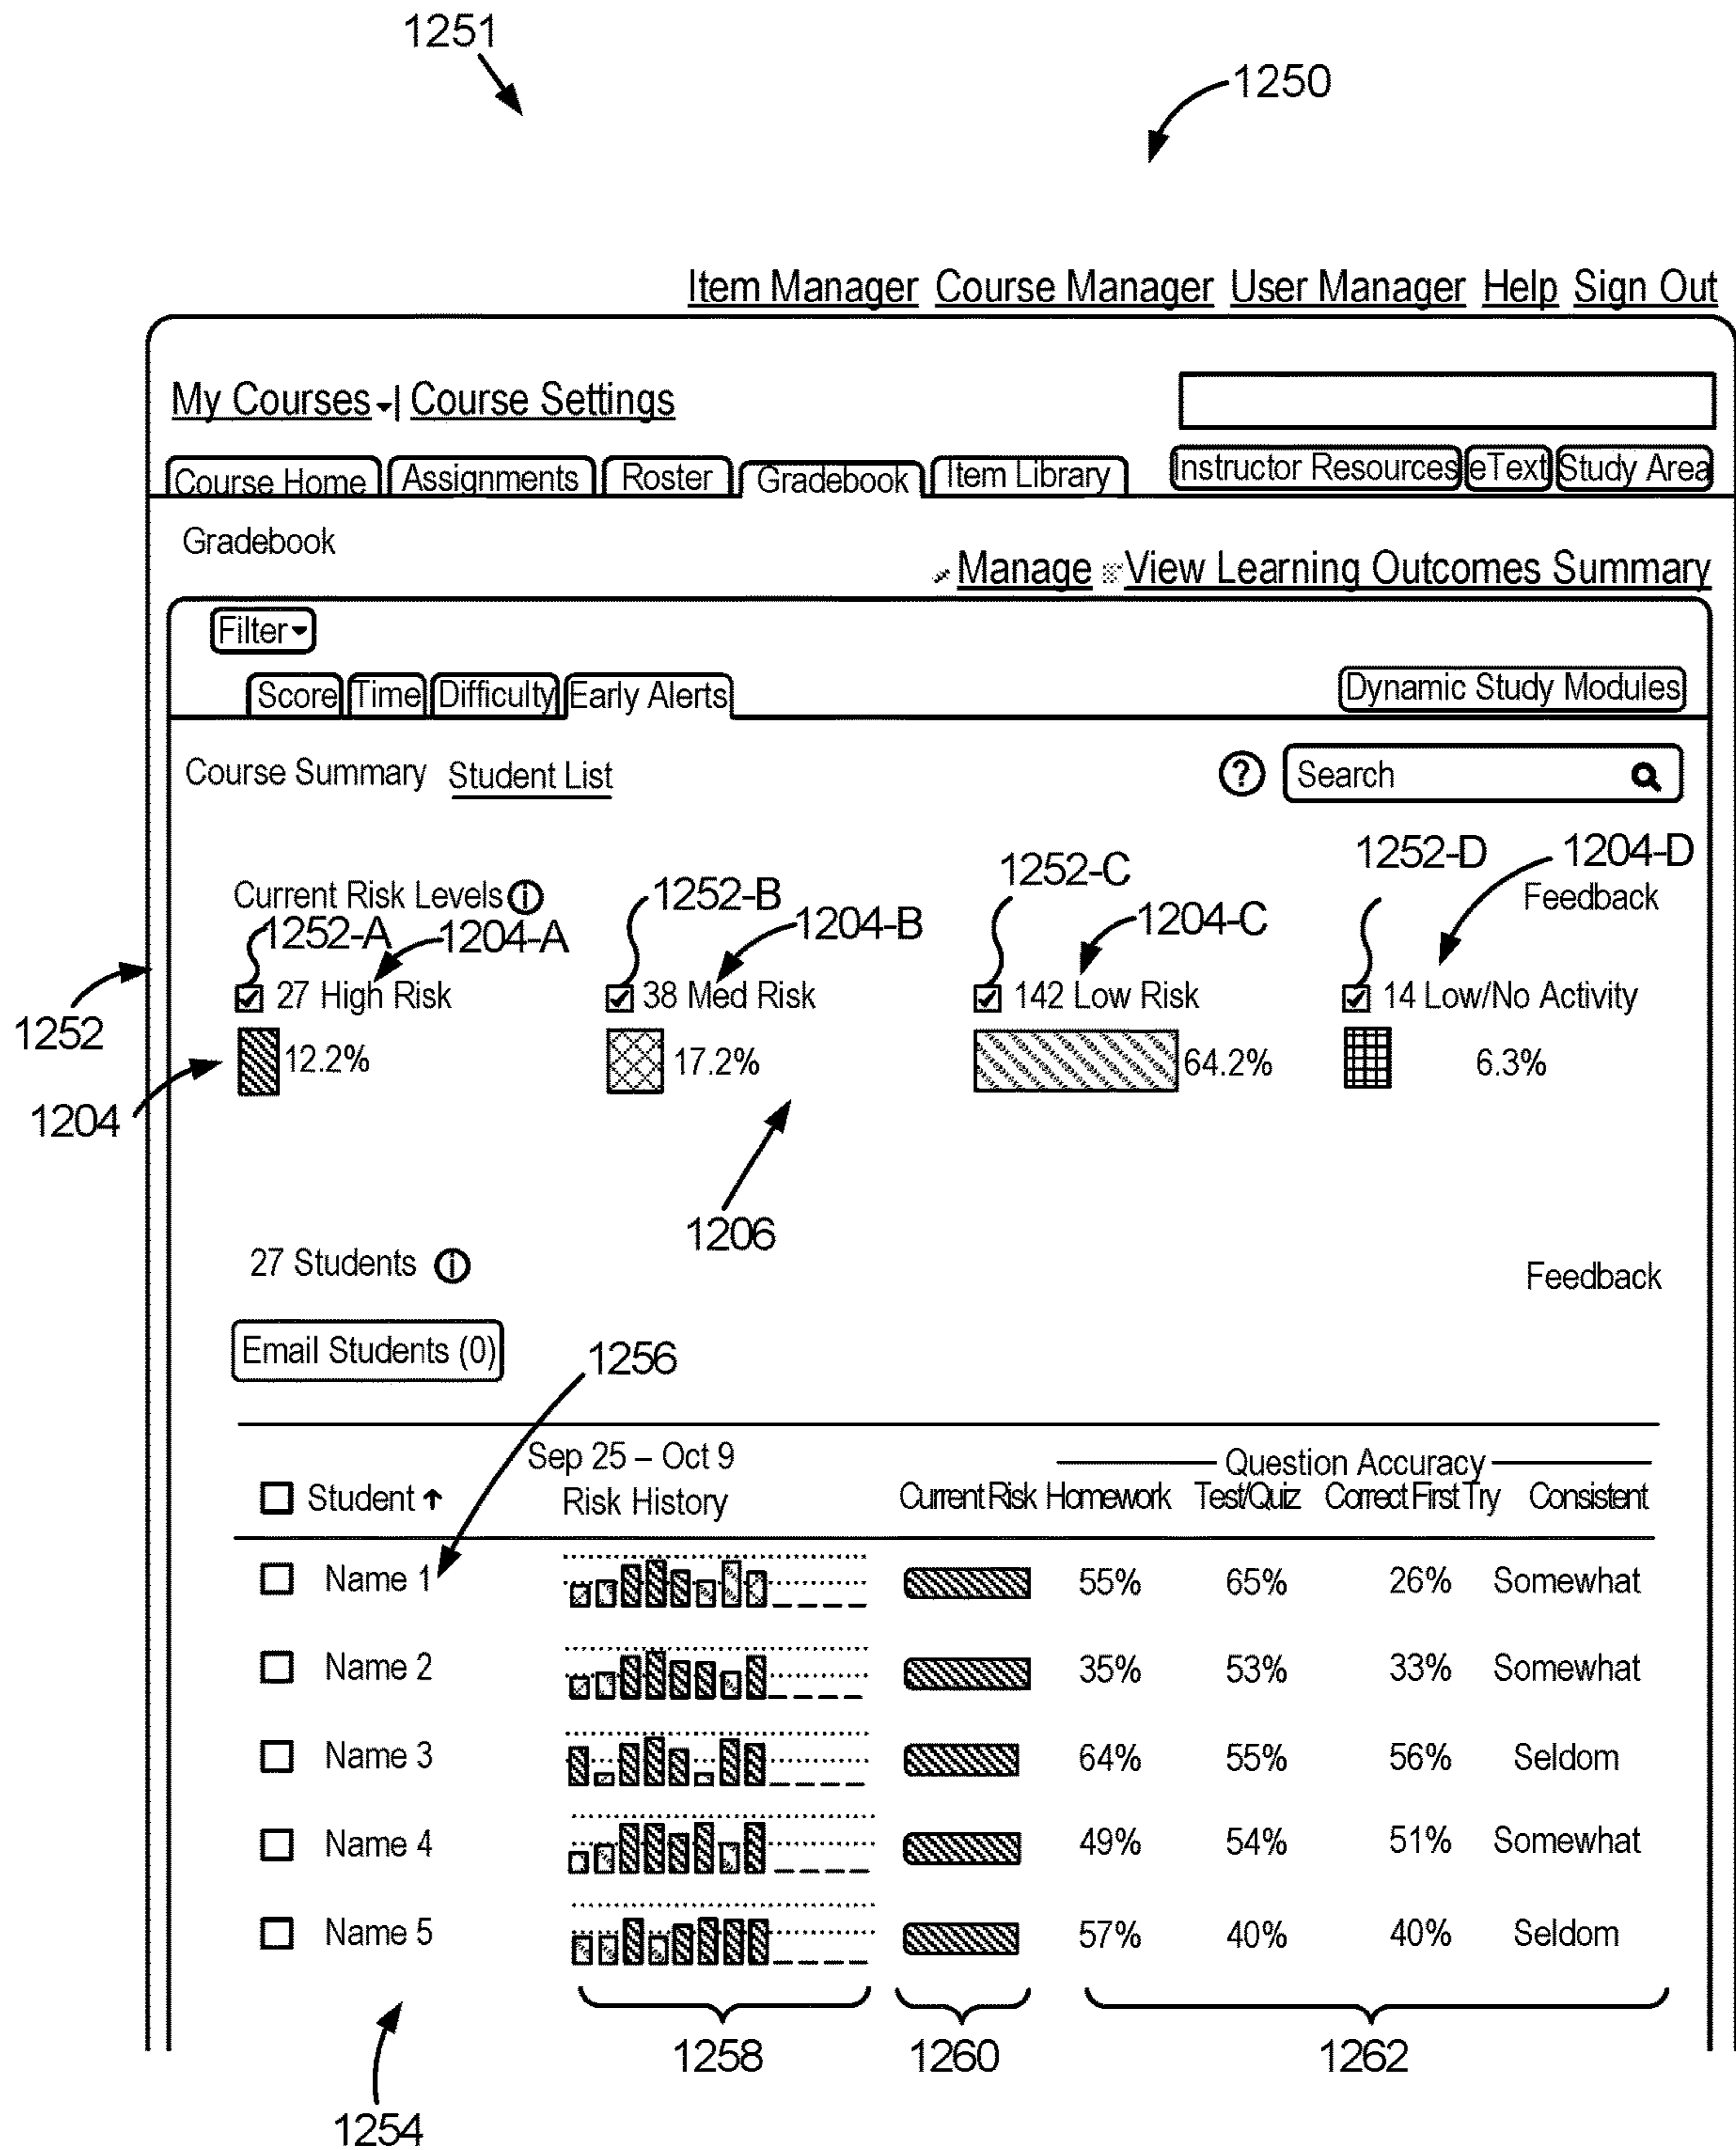 1251
1250
Item Manager Course Manager User Manager Help Sign Out
My Courses | Course Settings
Course Home Assignments Roster Gradebook Item Library Instructor Resources eText Study Area
Gradebook
Manage View Learning Outcomes Summary
Filter
Score Time Difficulty Early Alerts Dynamic Study Modules
Course Summary Student List ? Search
1252-D 1204-D
1252-C
Current Risk Levels i 1252-B Feedback
1252-A 1204-A 1204-B 1204-C
27 High Risk 38 Med Risk 142 Low Risk 14 Low/No Activity
1252
12.2% 17.2% 64.2% 6.3%
1204
1206
27 Students i Feedback
Email Students (0) 1256
Sep 25 – Oct 9 Question Accuracy
Student ↑ Risk History Current Risk Homework Test/Quiz Correct First Try Consistent
Name 1 55% 65% 26% Somewhat
Name 2 35% 53% 33% Somewhat
Name 3 64% 55% 56% Seldom
Name 4 49% 54% 51% Somewhat
Name 5 57% 40% 40% Seldom
1258 1260 1262
1254